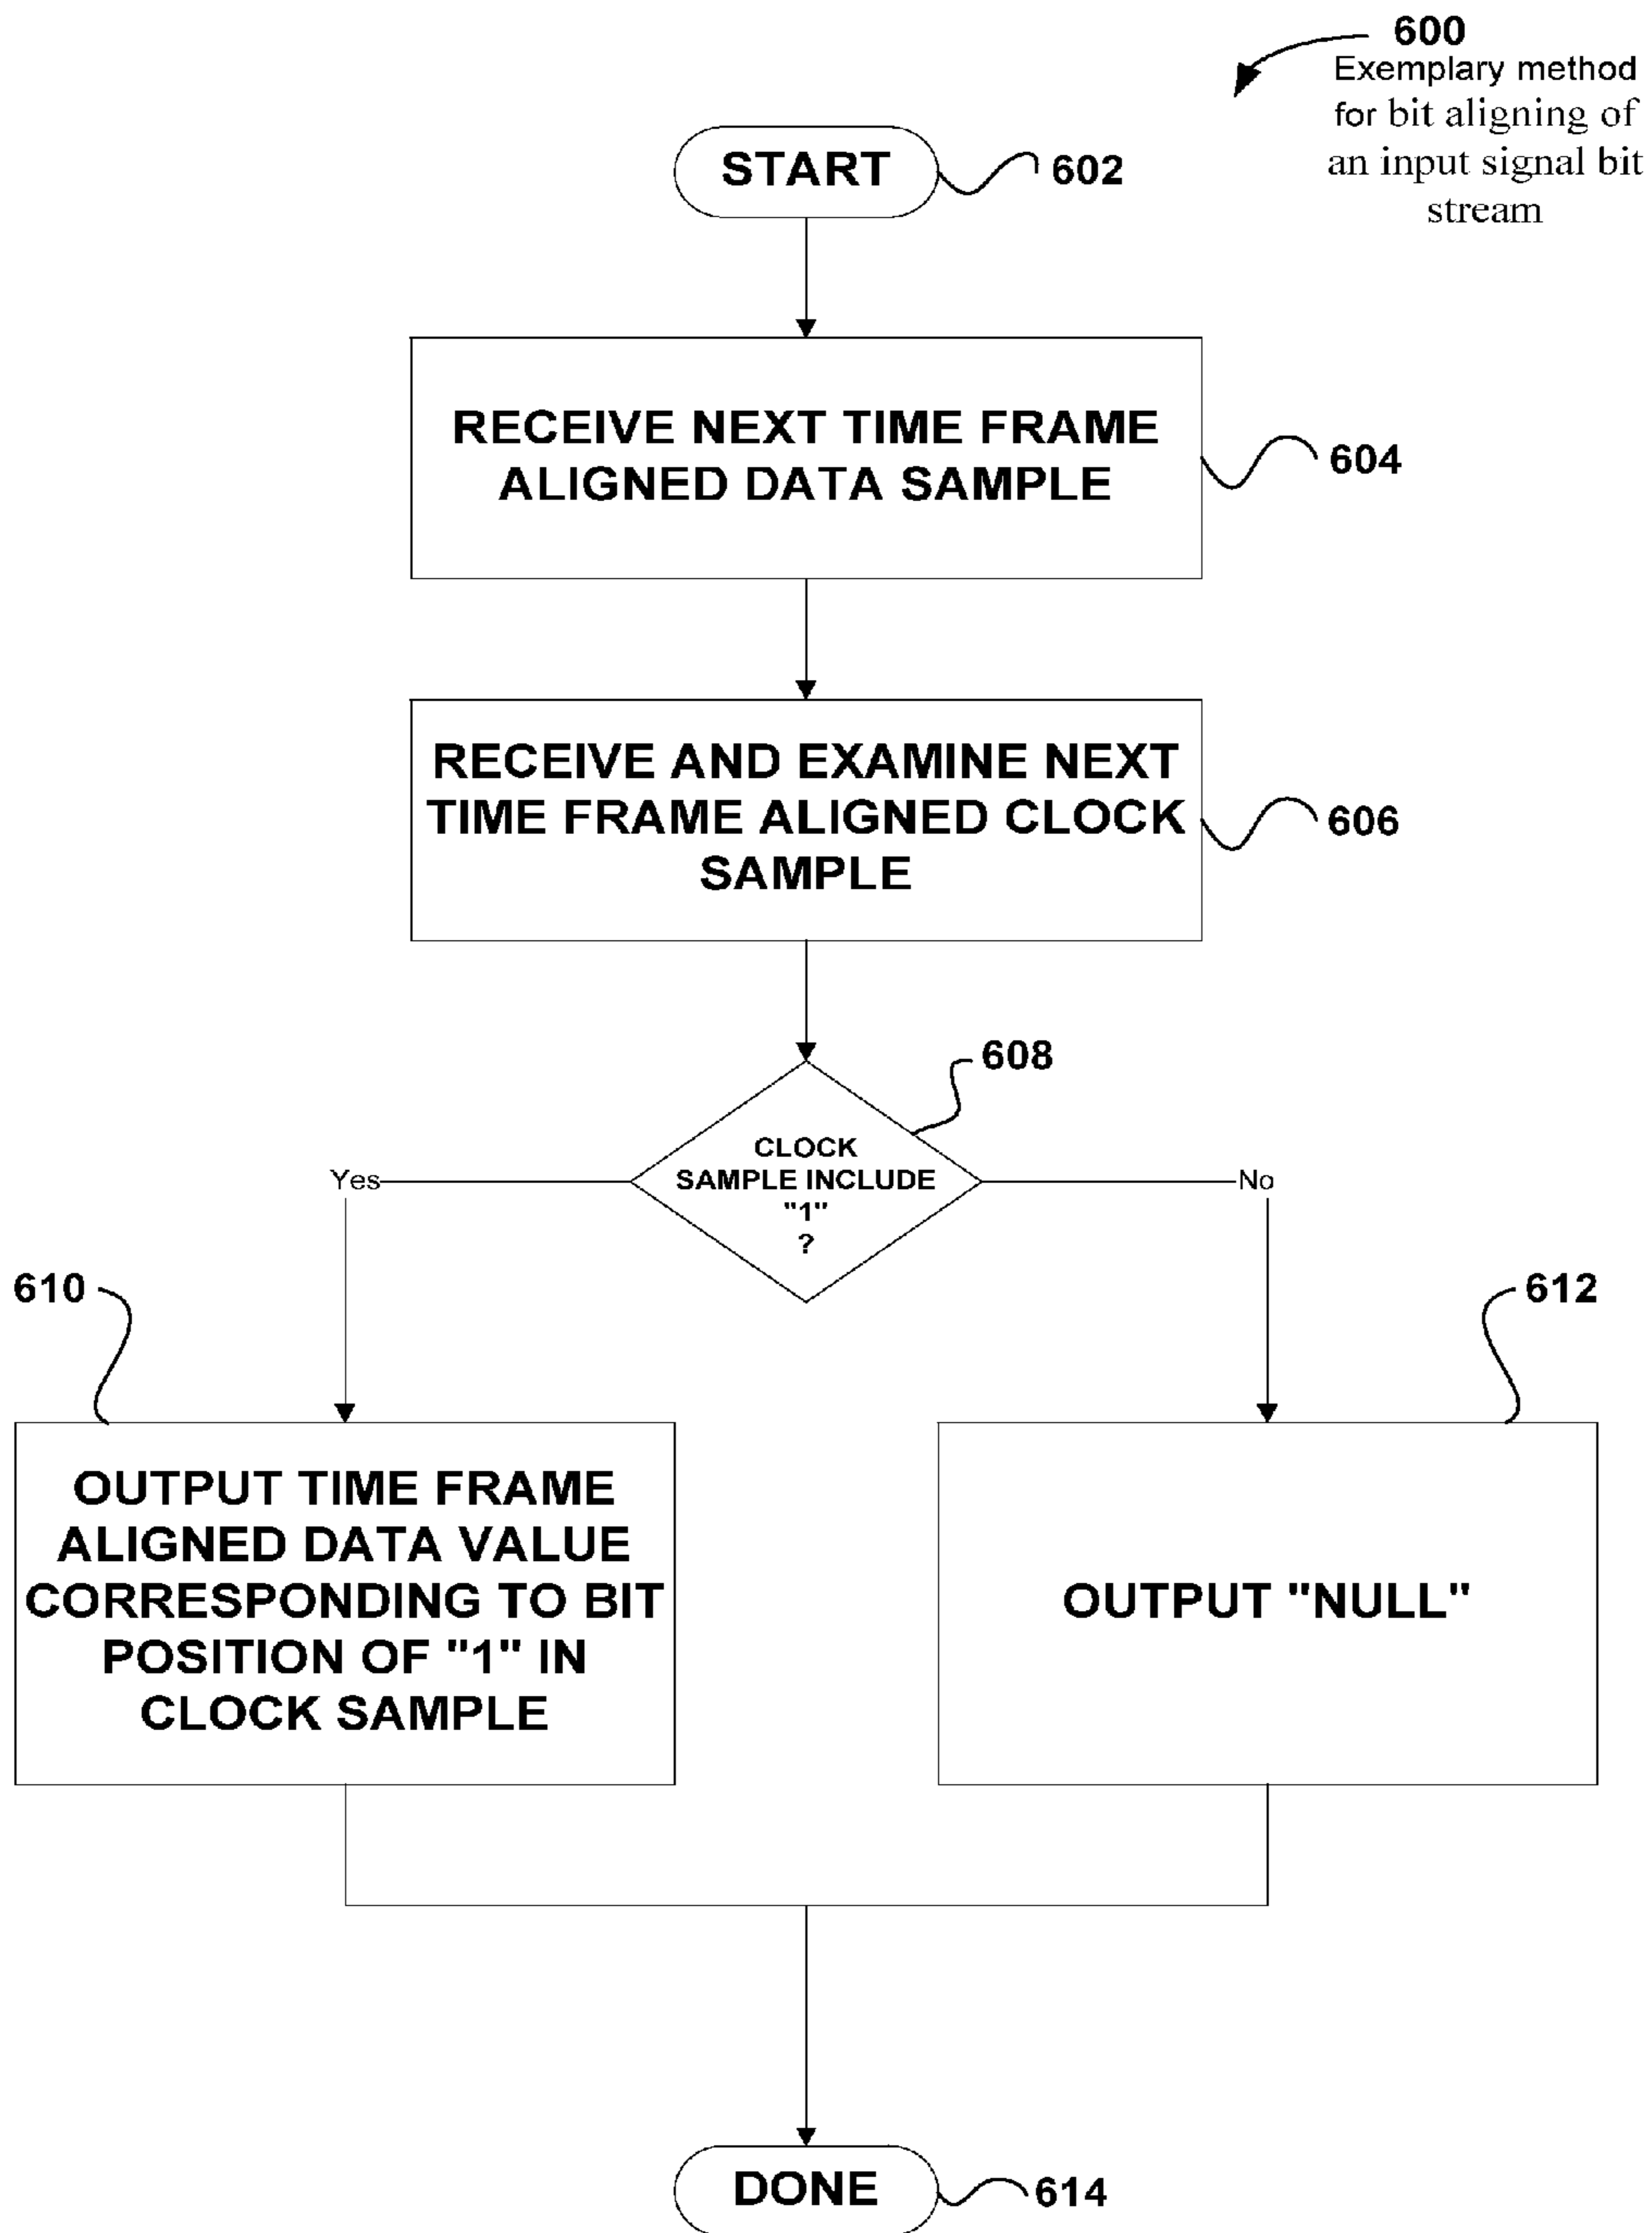 600
Exemplary method
for bit aligning of
an input signal bit
stream
START
602
RECEIVE NEXT TIME FRAME
ALIGNED DATA SAMPLE
604
RECEIVE AND EXAMINE NEXT
TIME FRAME ALIGNED CLOCK
SAMPLE
606
608
CLOCK
SAMPLE INCLUDE
"1"
?
Yes
No
610
612
OUTPUT TIME FRAME
ALIGNED DATA VALUE
CORRESPONDING TO BIT
POSITION OF "1" IN
CLOCK SAMPLE
OUTPUT "NULL"
DONE
614